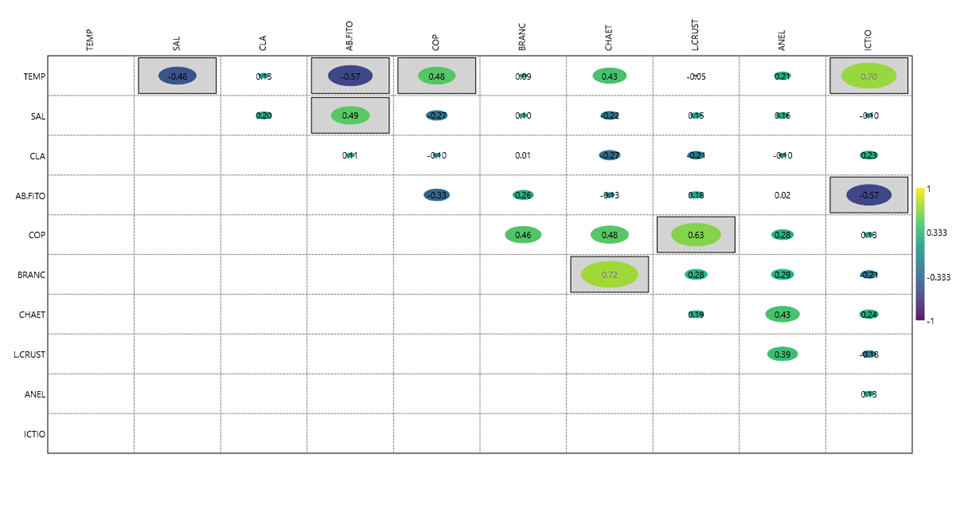 TEMP SAL CLA AB.FITO COP BRANC CHAET L.CRUST ANEL ICTIO
TEMP -0.48 0.13 -0.57 0.48 0.09 0.43 -0.05 0.21 0.70
SAL 0.20 0.49 -0.27 0.10 -0.22 0.15 0.16 -0.10
CLA 0.11 -0.10 0.01 -0.27 -0.21 -0.10 0.23
AB.FITO -0.33 0.26 -0.13 0.18 0.02 -0.57
1
COP 0.46 0.48 0.63 0.28 0.13
0.333
BRANC 0.72 0.28 0.29 -0.21
-0.333
CHAET 0.19 0.43 0.24
-1
L.CRUST 0.39 -0.18
ANEL 0.13
ICTIO